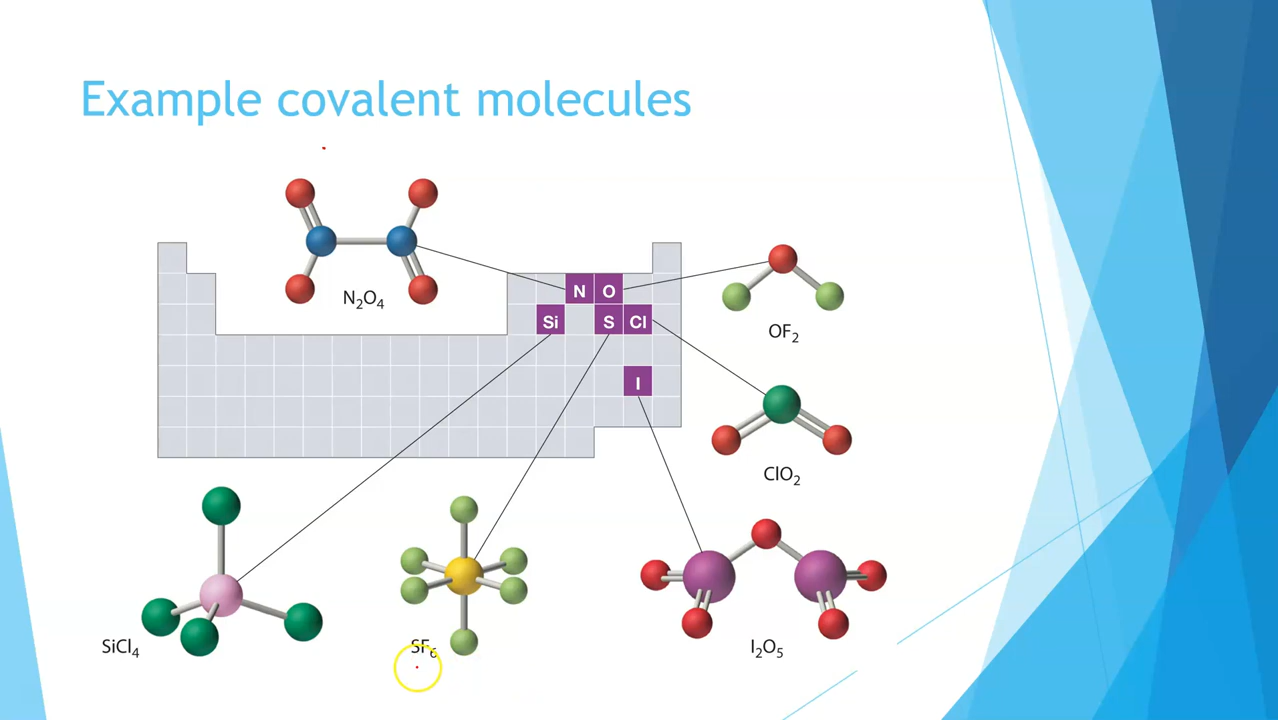 Example covalent molecules
N₂O₄
N O
Si S Cl
I
OF₂
ClO₂
SiCl₄
SF₆
I₂O₅